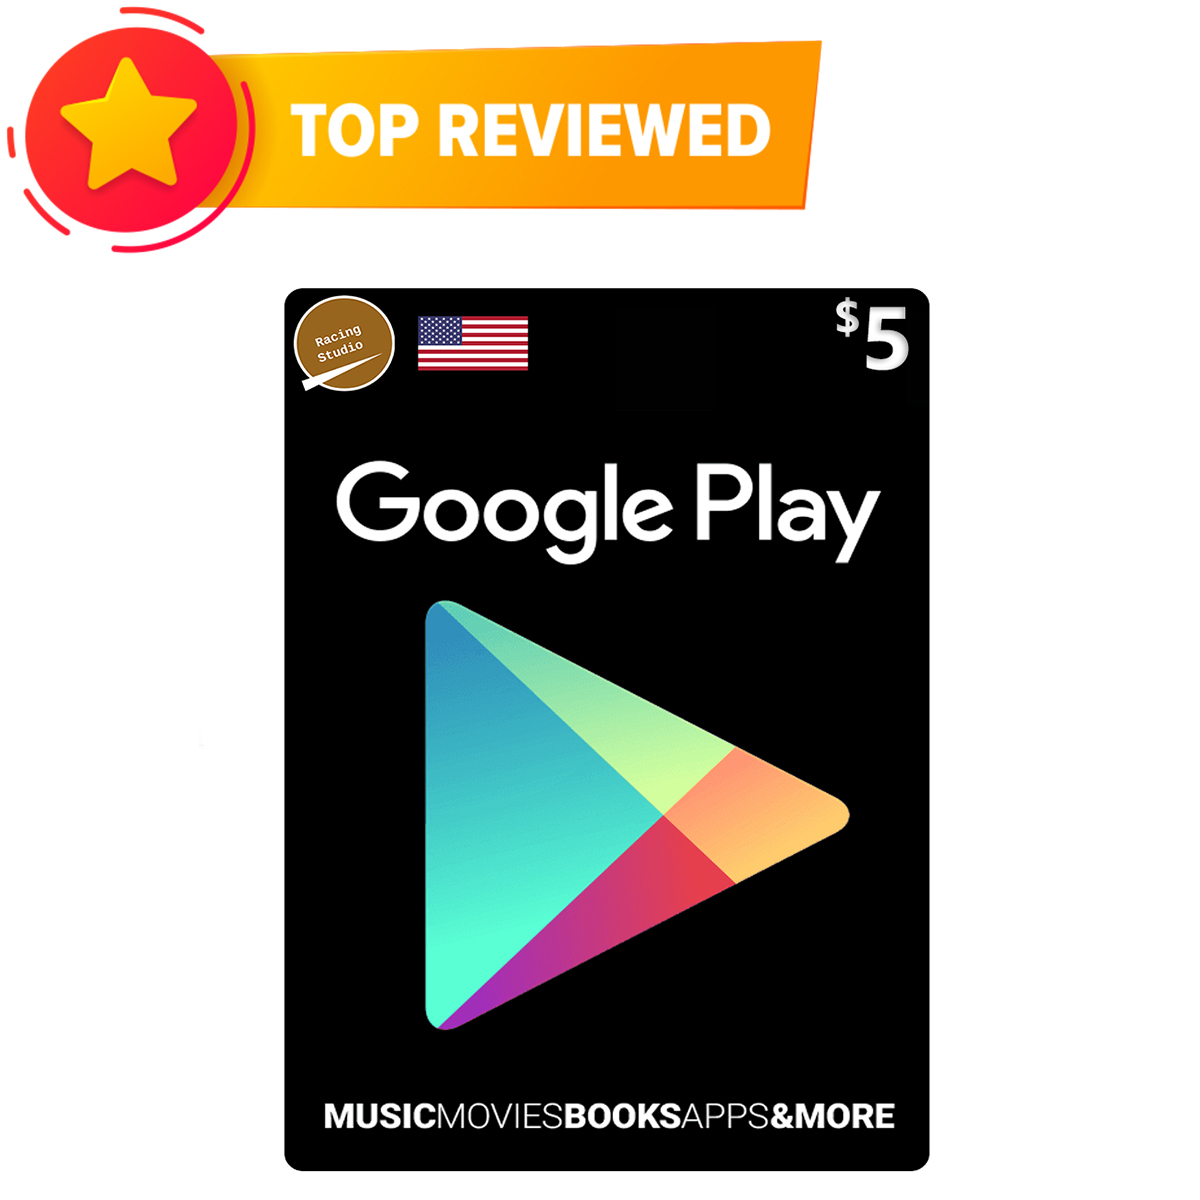 TOP REVIEWED
Racing
Studio
$5
Google Play
MUSICMOVIESBOOKSAPPS&MORE